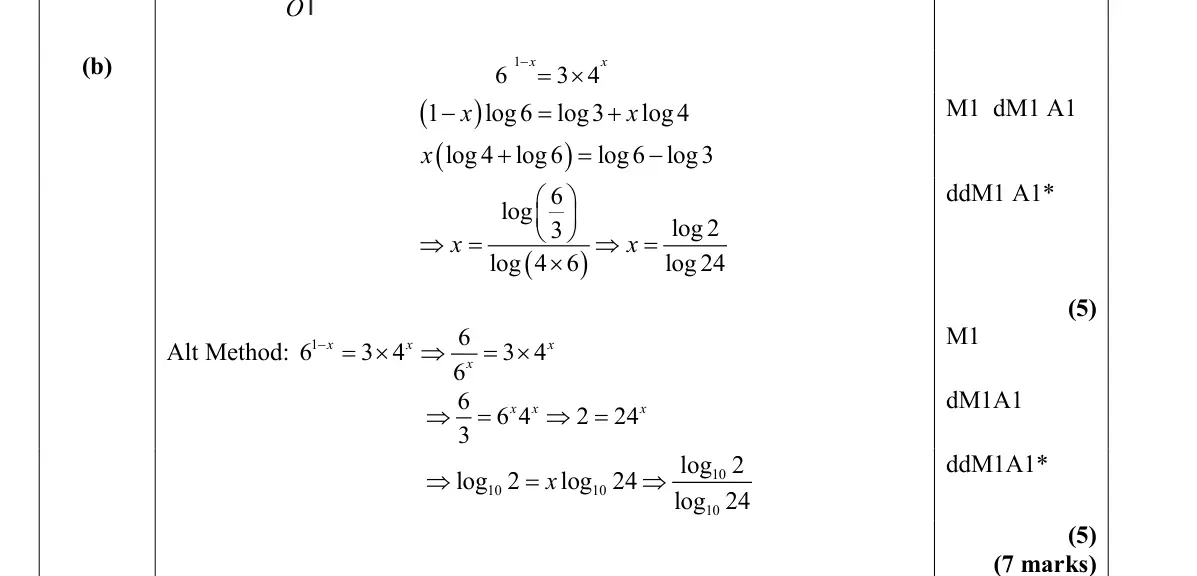 O
(b)
6^{1-x} = 3 × 4^x
(1 − x) log 6 = log 3 + x log 4 M1 dM1 A1
x (log 4 + log 6) = log 6 − log 3
⇒ x = log(6/3) / log(4 × 6) ⇒ x = log 2 / log 24 ddM1 A1*
(5)
Alt Method: 6^{1−x} = 3 × 4^x ⇒ 6/6^x = 3 × 4^x M1
⇒ 6/3 = 6^x 4^x ⇒ 2 = 24^x dM1A1
⇒ log₁₀ 2 = x log₁₀ 24 ⇒ log₁₀ 2 / log₁₀ 24 ddM1A1*
(5)
(7 marks)